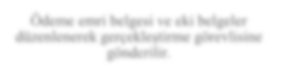 Ödeme emri belgesi ve eki belgeler
düzenlenerek gerçekleştirme görevlisine
gönderilir.